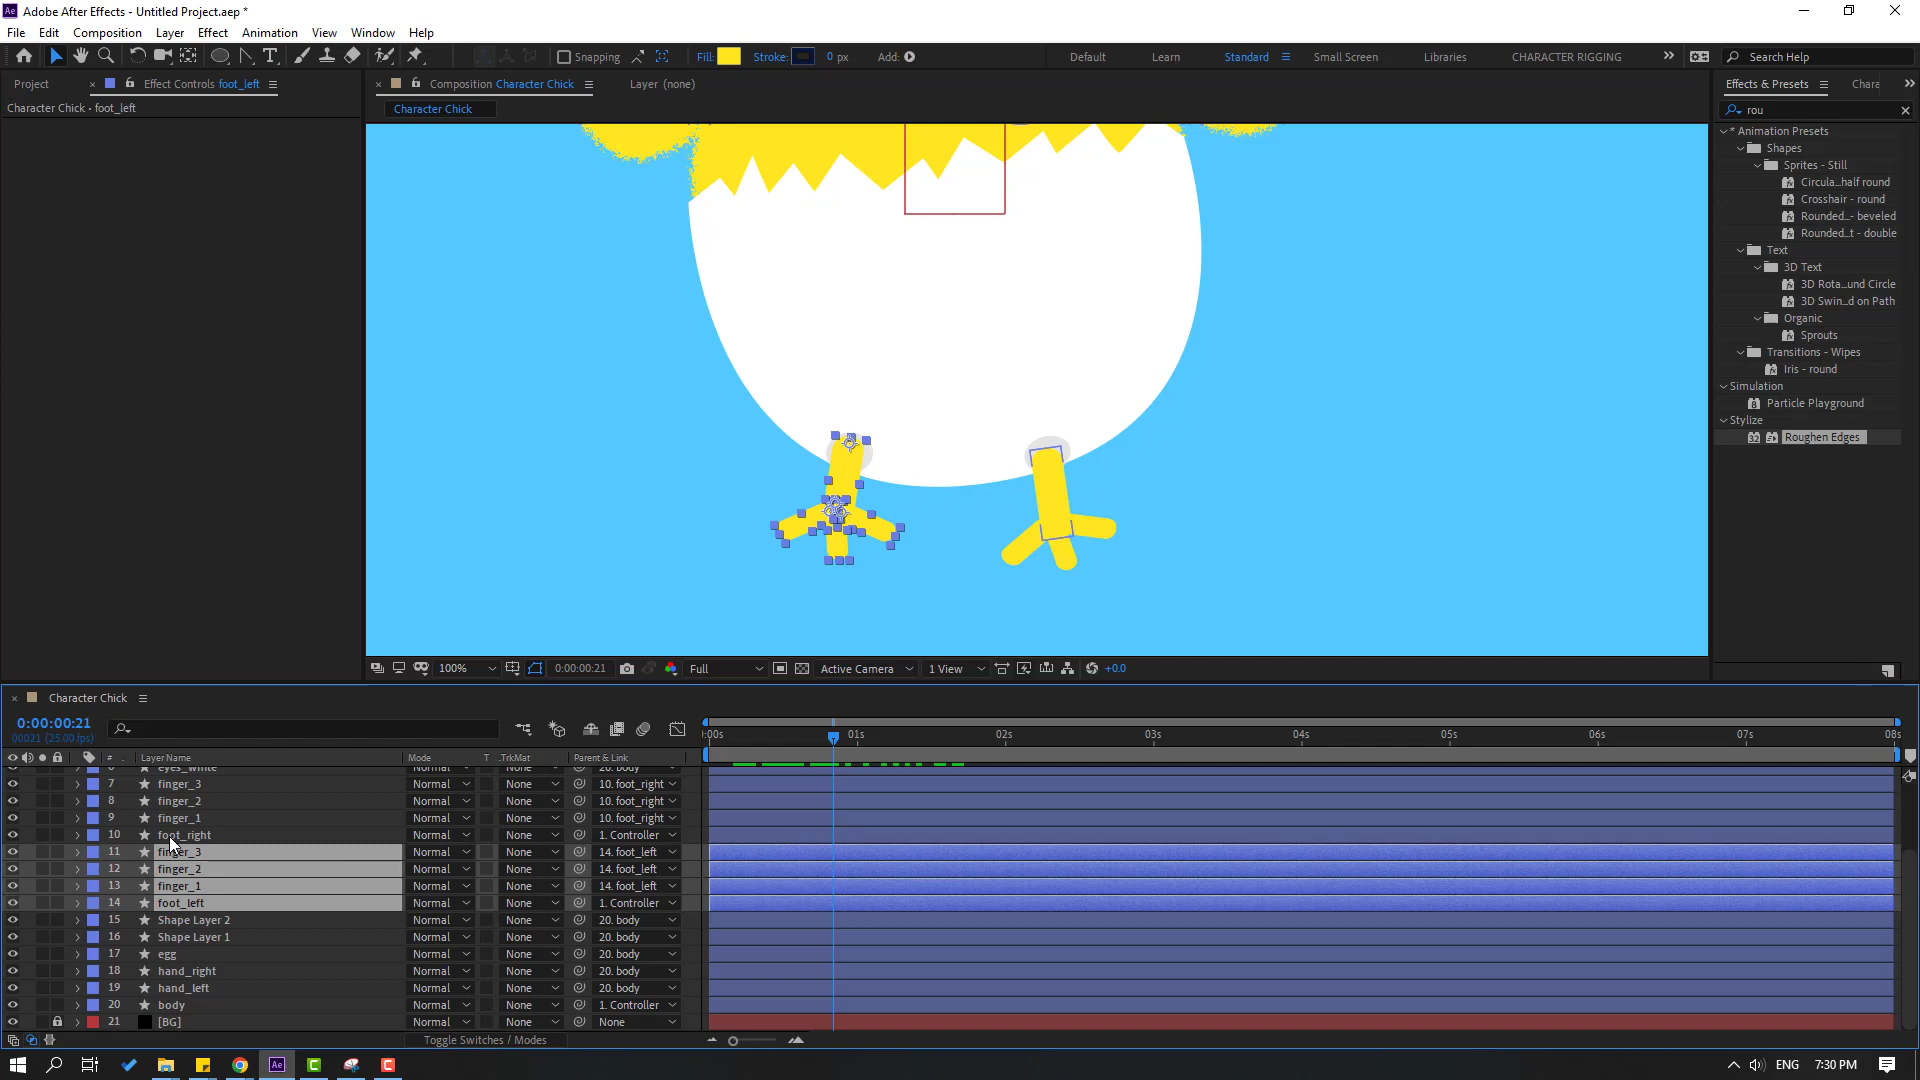 Adobe After Effects - Untitled Project.aep *
File Edit Composition Layer Effect Animation View Window Help
Snapping Fill: Stroke: 0 px Add: Default Learn Standard Small Screen Libraries CHARACTER RIGGING Search Help
Project Effect Controls foot_left Composition Character Chick Layer (none) Effects & Presets Chara
Character Chick • foot_left
Character Chick
rou
* Animation Presets
Shapes
Sprites - Still
Circula...half round
Crosshair - round
Rounded...- beveled
Rounded...t - double
Text
3D Text
3D Rota...und Circle
3D Swin...d on Path
Organic
Sprouts
Transitions - Wipes
Iris - round
Simulation
Particle Playground
Stylize
Roughen Edges
100% 0:00:00:21 Full Active Camera 1 View +0.0
Character Chick
0:00:00:21
00021 (25.00 fps)
:00s 01s 02s 03s 04s 05s 06s 07s 08s
# Layer Name Mode T .TrkMat Parent & Link
eyes_white Normal None 20. body
7 finger_3 Normal None 10. foot_right
8 finger_2 Normal None 10. foot_right
9 finger_1 Normal None 10. foot_right
10 foot_right Normal None 1. Controller
11 finger_3 Normal None 14. foot_left
12 finger_2 Normal None 14. foot_left
13 finger_1 Normal None 14. foot_left
14 foot_left Normal None 1. Controller
15 Shape Layer 2 Normal None 20. body
16 Shape Layer 1 Normal None 20. body
17 egg Normal None 20. body
18 hand_right Normal None 20. body
19 hand_left Normal None 20. body
20 body Normal None 1. Controller
21 [BG] Normal None None
Toggle Switches / Modes
ENG 7:30 PM